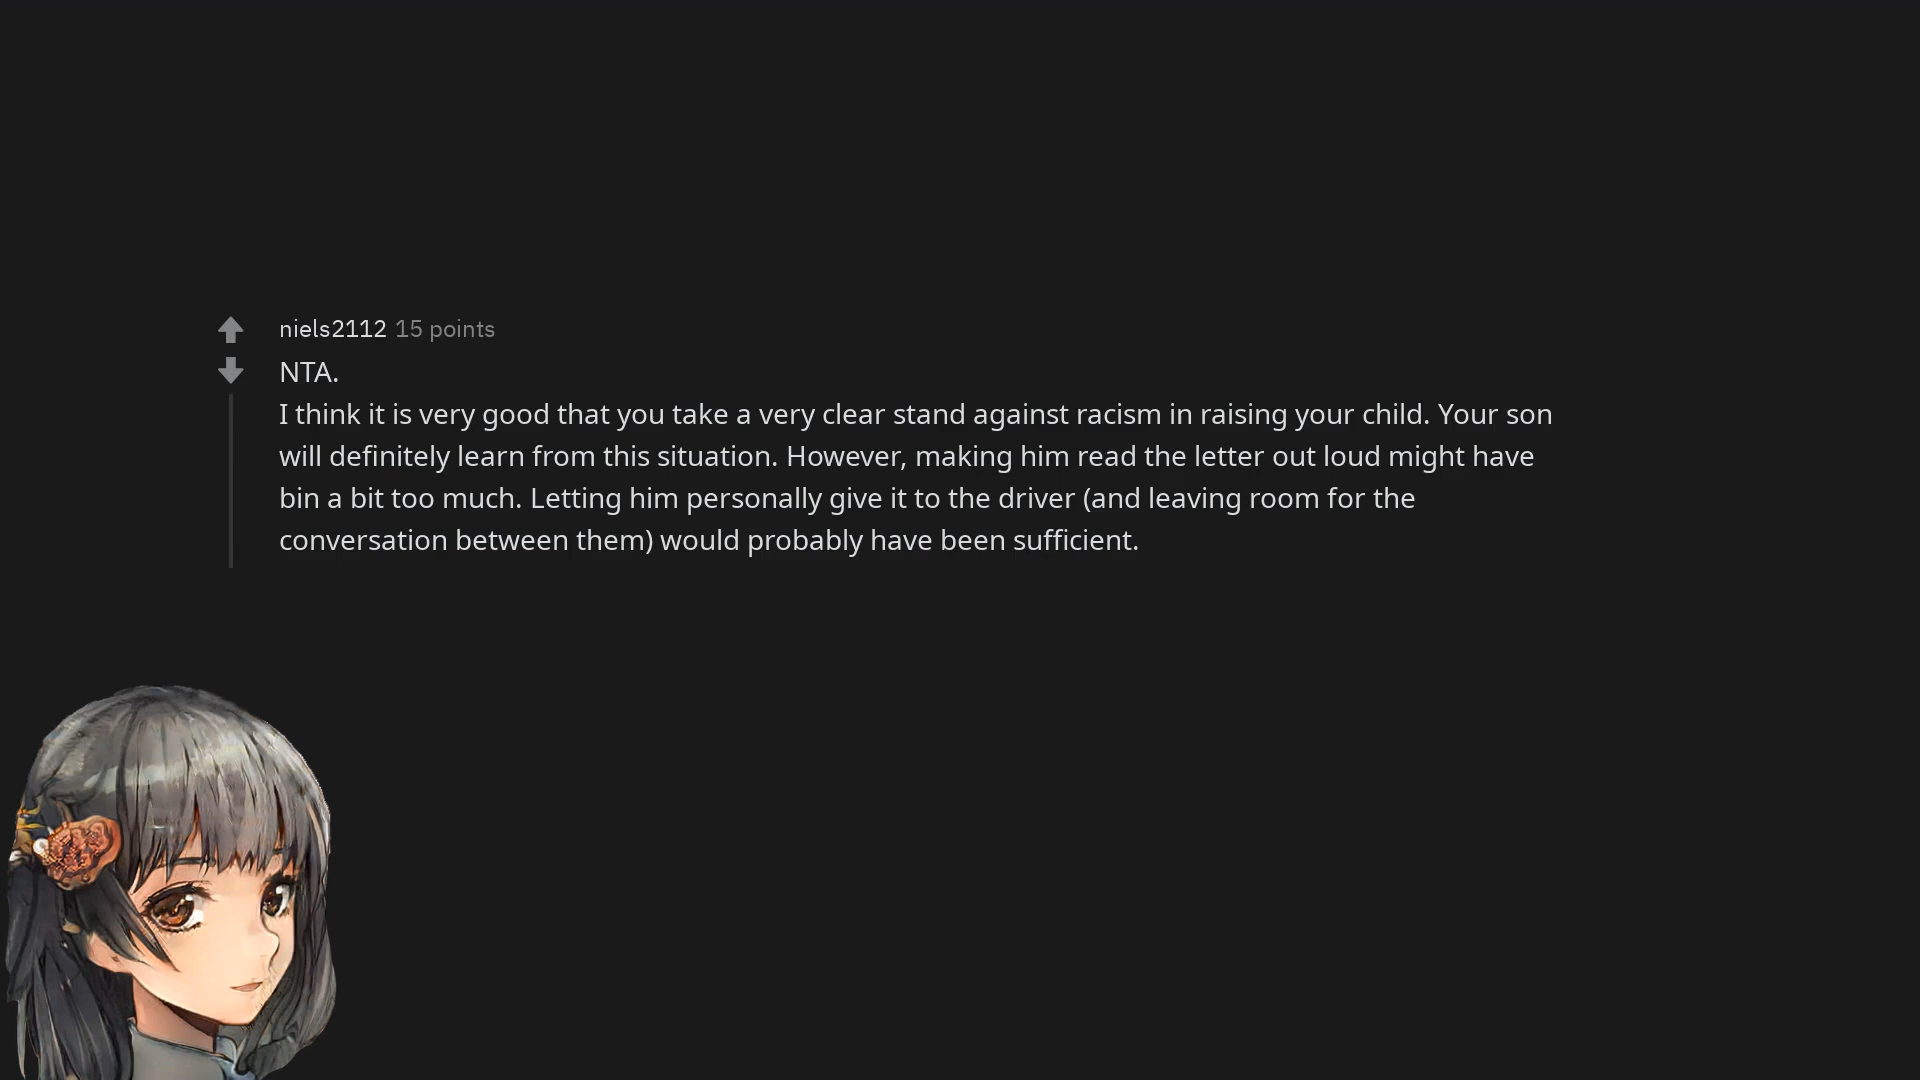 niels2112 15 points
NTA.
I think it is very good that you take a very clear stand against racism in raising your child. Your son
will definitely learn from this situation. However, making him read the letter out loud might have
bin a bit too much. Letting him personally give it to the driver (and leaving room for the
conversation between them) would probably have been sufficient.